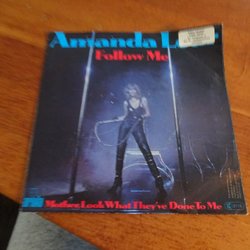 Amanda Lear
Follow Me
Mother, Look What They've Done To Me